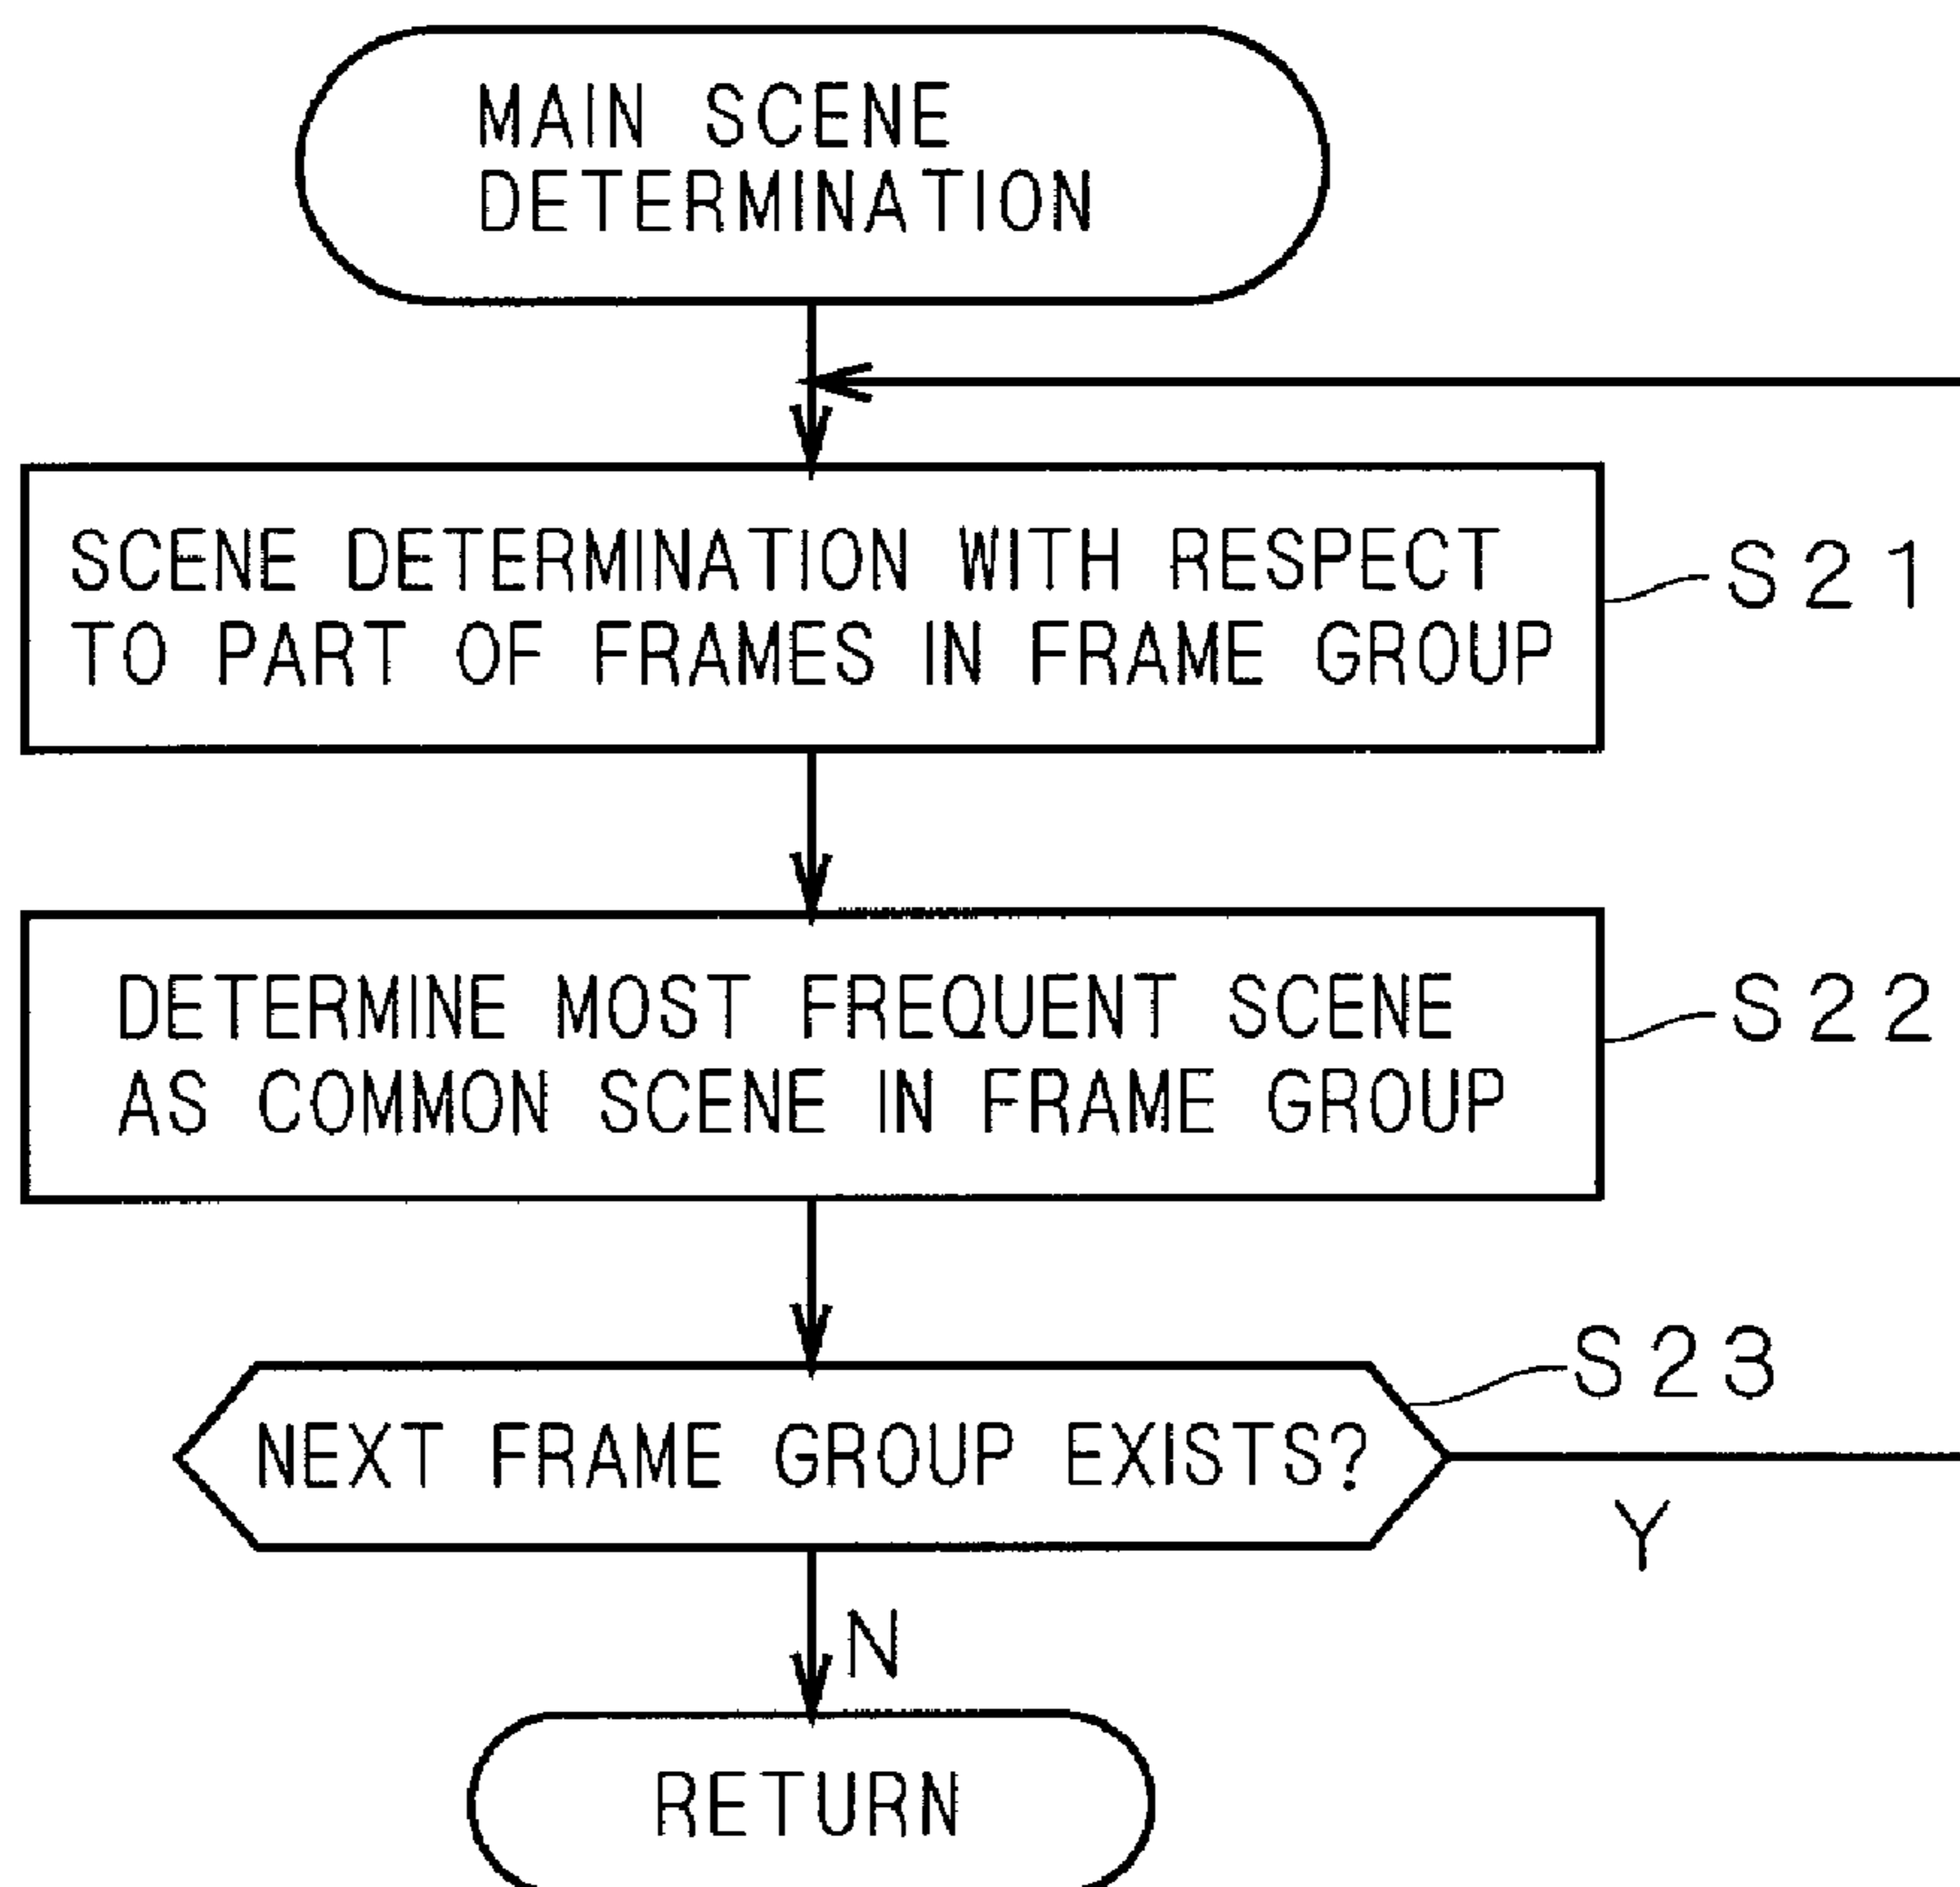 MAIN SCENE
DETERMINATION
SCENE DETERMINATION WITH RESPECT
TO PART OF FRAMES IN FRAME GROUP
S21
DETERMINE MOST FREQUENT SCENE
AS COMMON SCENE IN FRAME GROUP
S22
S23
NEXT FRAME GROUP EXISTS?
Y
N
RETURN